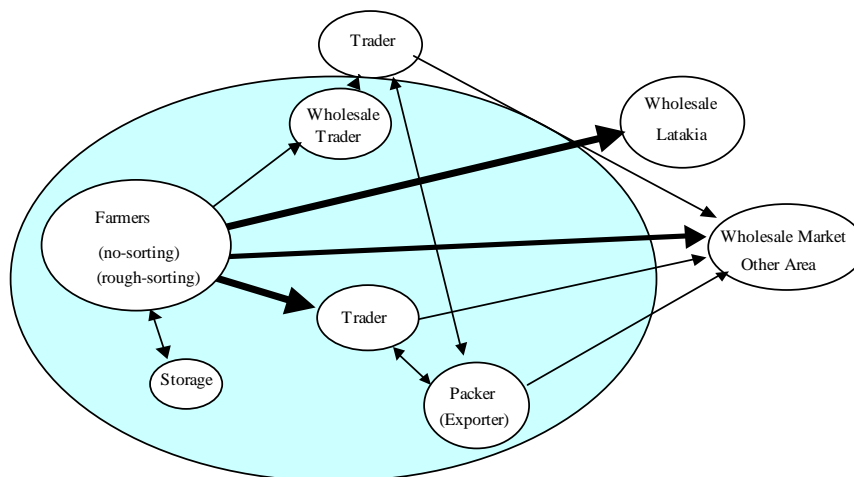 Trader
Wholesale
Trader
Wholesale
Latakia
Farmers
(no-sorting)
(rough-sorting)
Wholesale Market
Other Area
Trader
Storage
Packer
(Exporter)